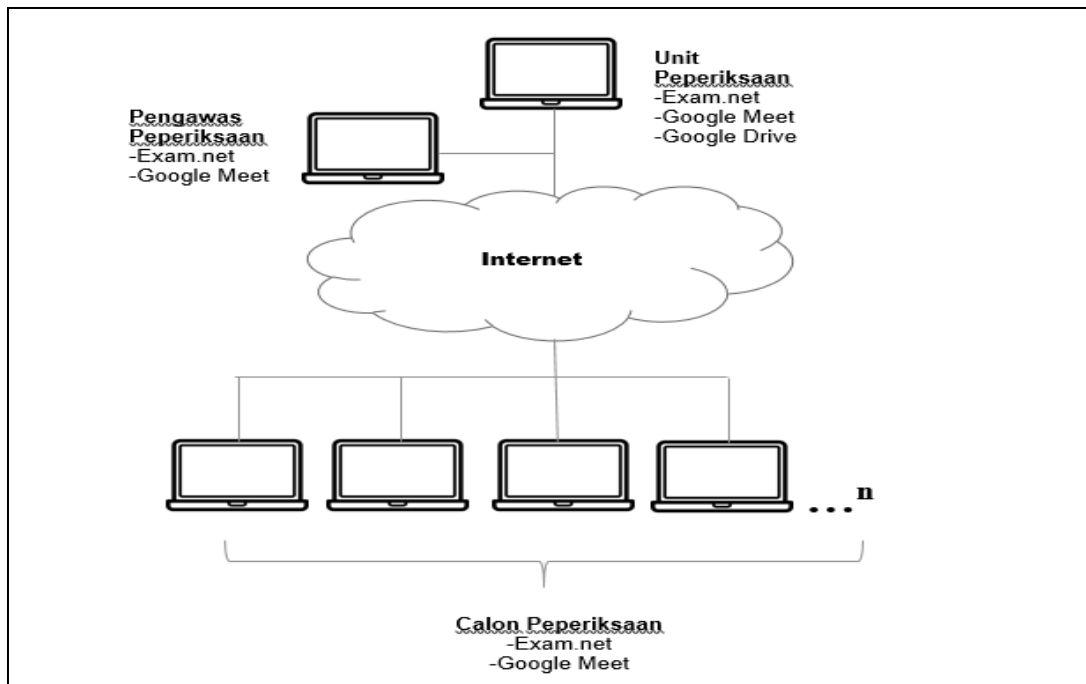 Unit
Peperiksaan
-Exam.net
-Google Meet
-Google Drive
Pengawas
Peperiksaan
-Exam.net
-Google Meet
Internet
...n
Calon Peperiksaan
-Exam.net
-Google Meet